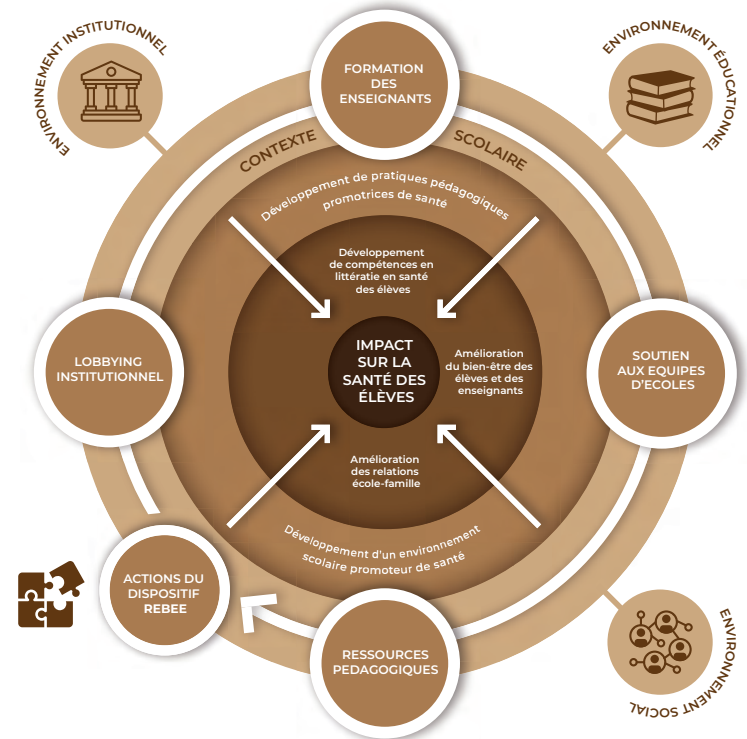 ENVIRONNEMENT INSTITUTIONNEL
ENVIRONNEMENT ÉDUCATIONNEL
FORMATION
DES
ENSEIGNANTS
CONTEXTE SCOLAIRE
Développement de pratiques pédagogiques
promotrices de santé
Développement
de compétences en
littératie en santé
des élèves
LOBBYING
INSTITUTIONNEL
IMPACT
SUR LA
SANTÉ DES
ÉLÈVES
Amélioration
du bien-être des
élèves et des
enseignants
SOUTIEN
AUX EQUIPES
D'ECOLES
Amélioration
des relations
école-famille
Développement d'un environnement
scolaire promoteur de santé
ACTIONS DU
DISPOSITIF
REBEE
RESSOURCES
PEDAGOGIQUES
ENVIRONNEMENT SOCIAL